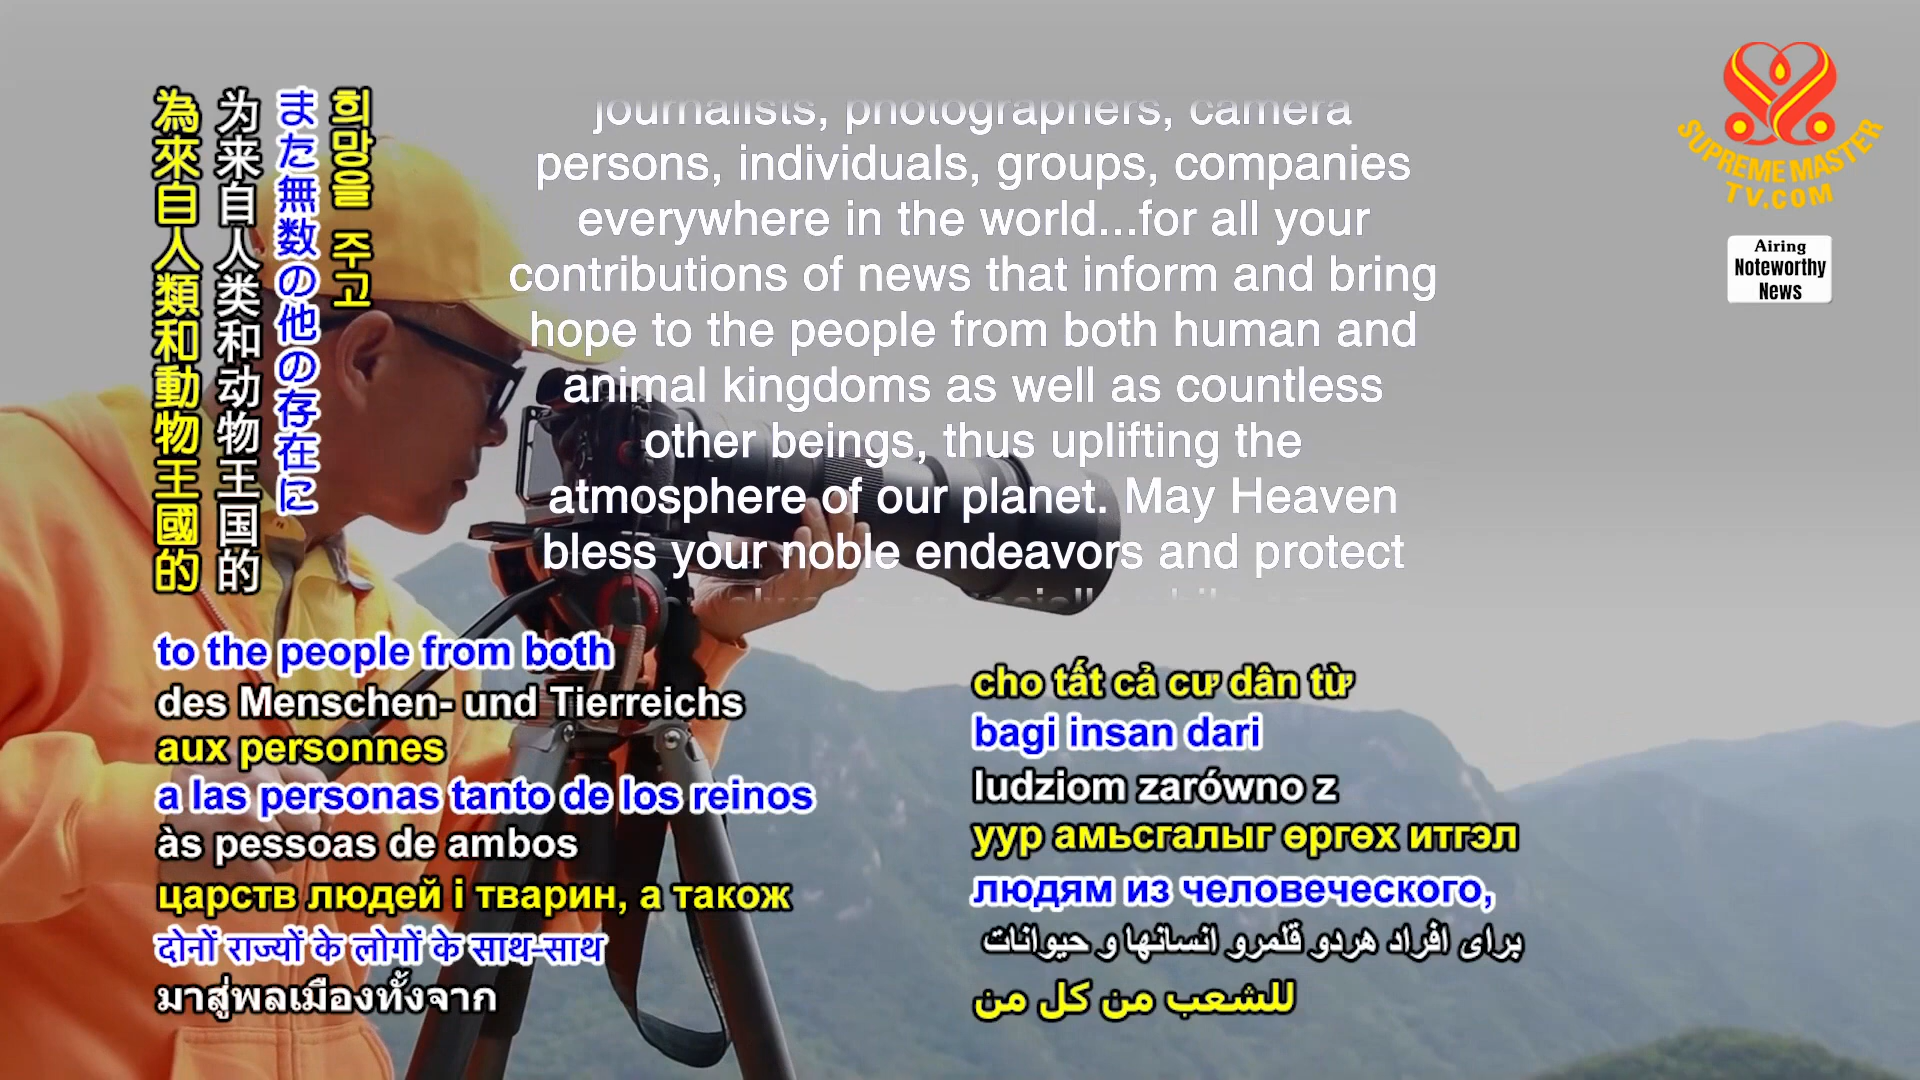 希망을 주고
また無数の他の存在に
为来自人类和动物王国的
為來自人類和動物王國的
journalists, photographers, camera
persons, individuals, groups, companies
everywhere in the world...for all your
contributions of news that inform and bring
hope to the people from both human and
animal kingdoms as well as countless
other beings, thus uplifting the
atmosphere of our planet. May Heaven
bless your noble endeavors and protect
SUPREME MASTER
TV.COM
Airing
Noteworthy
News
to the people from both
des Menschen- und Tierreichs
aux personnes
a las personas tanto de los reinos
às pessoas de ambos
царств людей і тварин, а також
दोनों राज्यों के लोगों के साथ-साथ
มาสู่พลเมืองทั้งจาก
cho tất cả cư dân từ
bagi insan dari
ludziom zarówno z
уур амьсгалыг өргөх итгэл
людям из человеческого,
برای افراد هردو قلمرو انسانها و حیوانات
للشعب من كل من